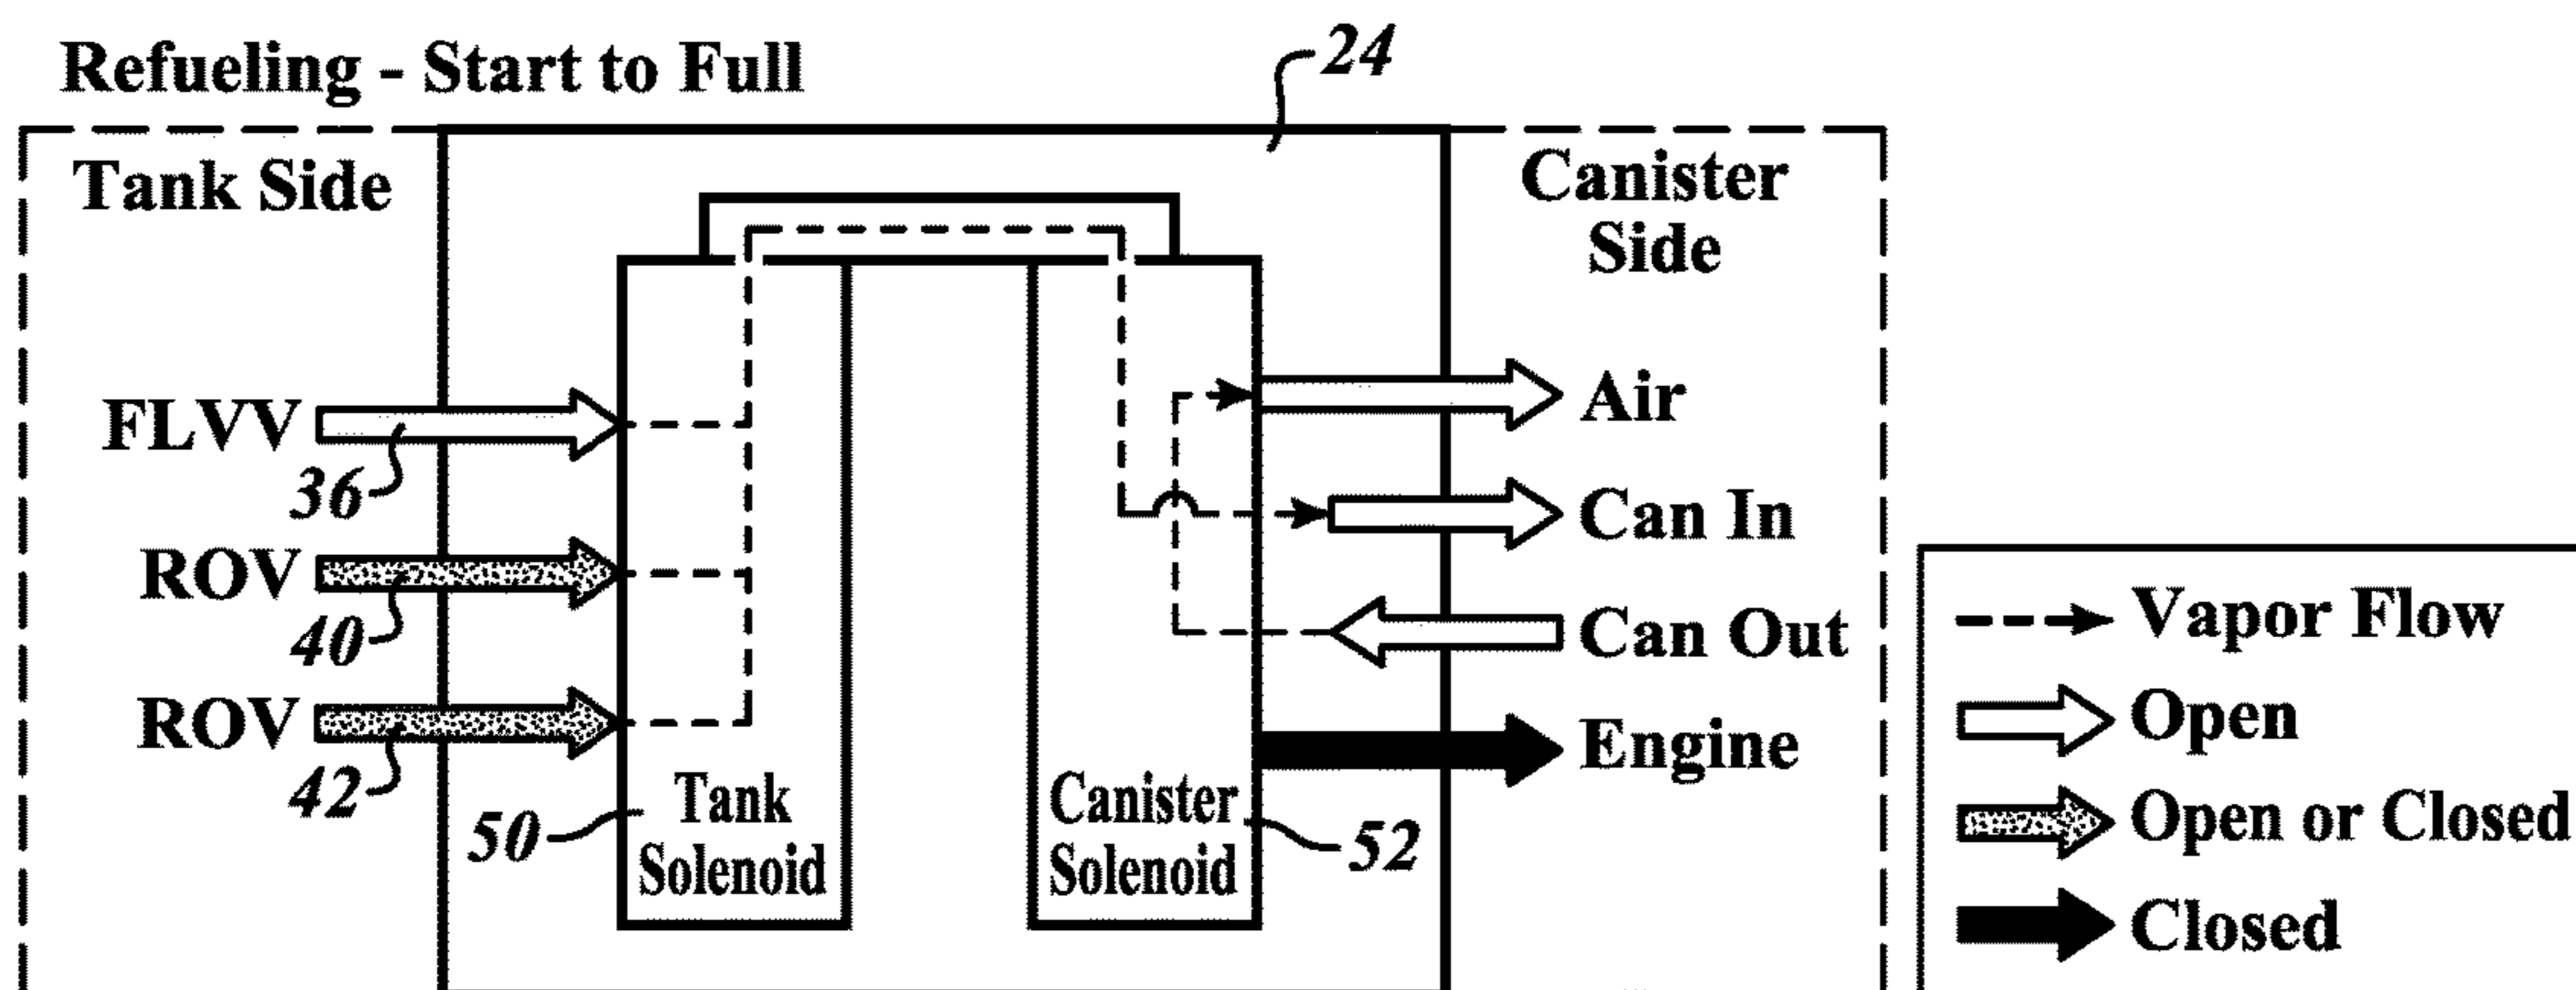 Refueling - Start to Full
24
Tank Side
Canister
Side
FLVV
36
ROV
40
ROV
42
50
Tank
Solenoid
Canister
Solenoid
52
Air
Can In
Can Out
Engine
Vapor Flow
Open
Open or Closed
Closed